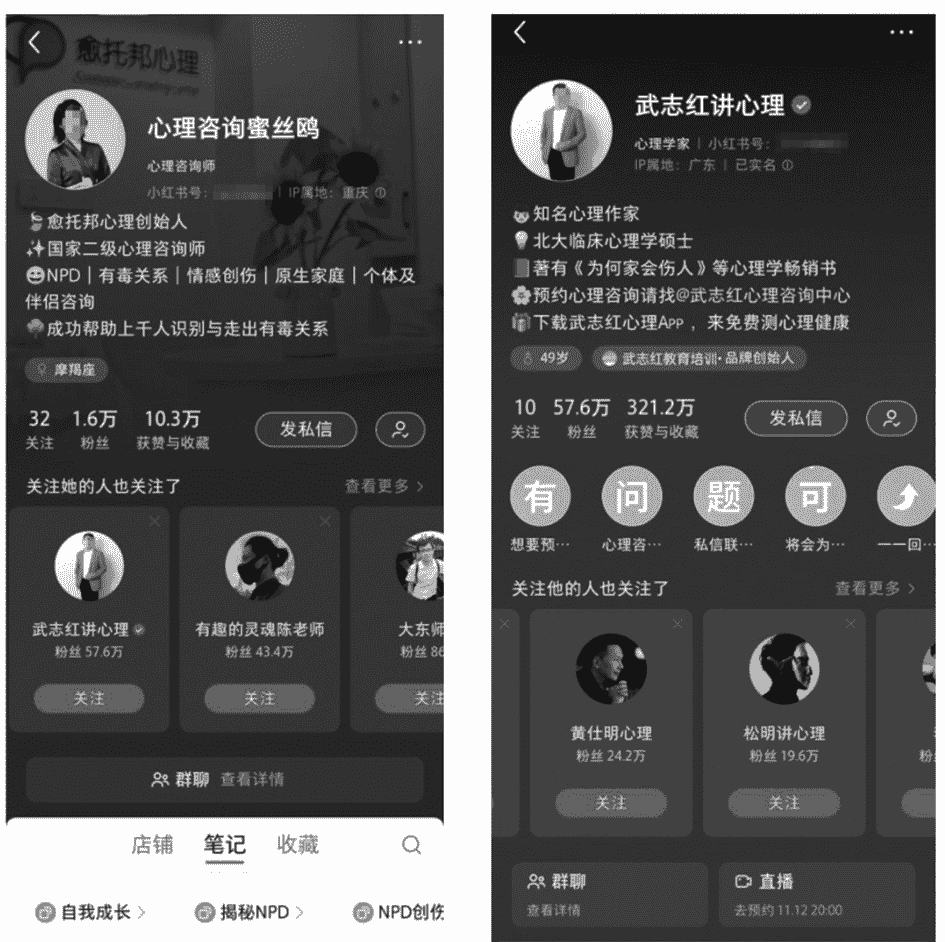 愈托邦心理
心理咨询蜜丝鸥
心理咨询师
小红书号：
IP属地：重庆
愈托邦心理创始人
国家二级心理咨询师
NPD｜有毒关系｜情感创伤｜原生家庭｜个体及
伴侣咨询
成功帮助上千人识别与走出有毒关系
摩羯座
32 1.6万 10.3万
关注 粉丝 获赞与收藏
发私信
关注她的人也关注了
查看更多
武志红讲心理
粉丝 57.6万
关注
有趣的灵魂陈老师
粉丝 43.4万
关注
大东师
粉丝 86
关注
群聊 查看详情
店铺 笔记 收藏
自我成长 揭秘NPD NPD创伤
武志红讲心理
心理学家｜小红书号：
IP属地：广东｜已实名
知名心理作家
北大临床心理学硕士
著有《为何家会伤人》等心理学畅销书
预约心理咨询请找@武志红心理咨询中心
下载武志红心理APP，来免费测心理健康
49岁
武志红教育培训·品牌创始人
10 57.6万 321.2万
关注 粉丝 获赞与收藏
发私信
有 问 题 可
想要预… 心理咨… 私信联… 将会为… 一一回…
关注他的人也关注了
查看更多
黄仕明心理
粉丝 24.2万
关注
松明讲心理
粉丝 19.6万
关注
群聊
查看详情
直播
去预约 11.12 20:00